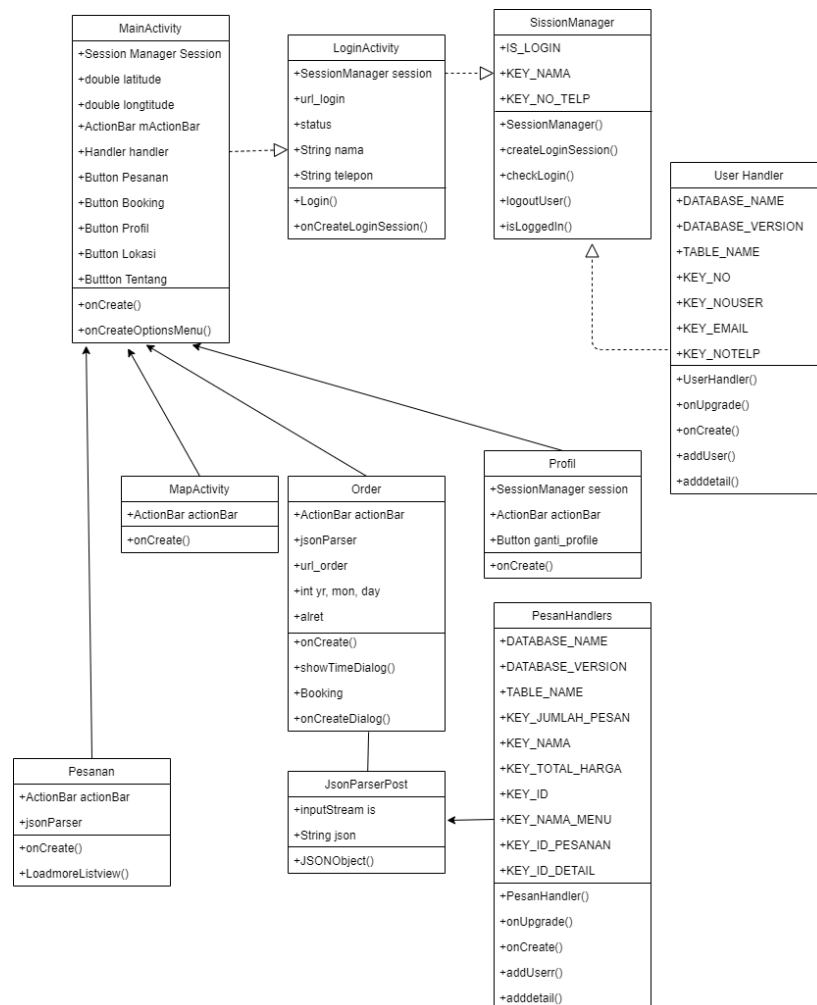 MainActivity
+Session Manager Session
+double latitude
+double longtitude
+ActionBar mActionBar
+Handler handler
+Button Pesanan
+Button Booking
+Button Profil
+Button Lokasi
+Buttton Tentang
+onCreate()
+onCreateOptionsMenu()
LoginActivity
+SessionManager session
+url_login
+status
+String nama
+String telepon
+Login()
+onCreateLoginSession()
SissionManager
+IS_LOGIN
+KEY_NAMA
+KEY_NO_TELP
+SessionManager()
+createLoginSession()
+checkLogin()
+logoutUser()
+isLoggedIn()
User Handler
+DATABASE_NAME
+DATABASE_VERSION
+TABLE_NAME
+KEY_NO
+KEY_NOUSER
+KEY_EMAIL
+KEY_NOTELP
+UserHandler()
+onUpgrade()
+onCreate()
+addUser()
+adddetail()
MapActivity
+ActionBar actionBar
+onCreate()
Order
+ActionBar actionBar
+jsonParser
+url_order
+int yr, mon, day
+alret
+onCreate()
+showTimeDialog()
+Booking
+onCreateDialog()
Profil
+SessionManager session
+ActionBar actionBar
+Button ganti_profile
+onCreate()
Pesanan
+ActionBar actionBar
+jsonParser
+onCreate()
+LoadmoreListview()
JsonParserPost
+inputStream is
+String json
+JSONObject()
PesanHandlers
+DATABASE_NAME
+DATABASE_VERSION
+TABLE_NAME
+KEY_JUMLAH_PESAN
+KEY_NAMA
+KEY_TOTAL_HARGA
+KEY_ID
+KEY_NAMA_MENU
+KEY_ID_PESANAN
+KEY_ID_DETAIL
+PesanHandler()
+onUpgrade()
+onCreate()
+addUserr()
+adddetail()